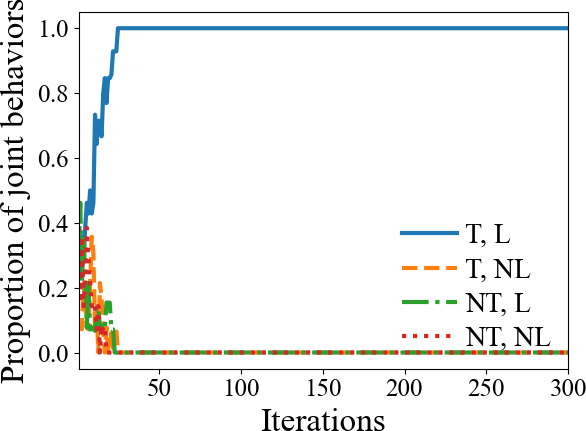 Proportion of joint behaviors
1.0
0.8
0.6
0.4
0.2
0.0
T, L
T, NL
NT, L
NT, NL
50 100 150 200 250 300
Iterations